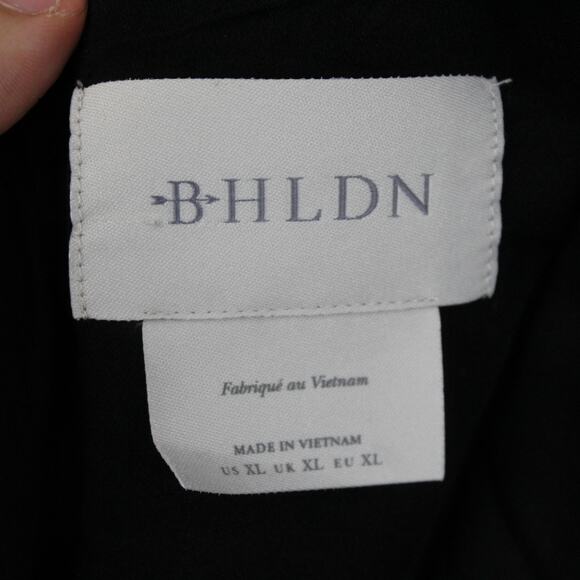 BHLDN
Fabriqué au Vietnam
MADE IN VIETNAM
US XL UK XL EU XL